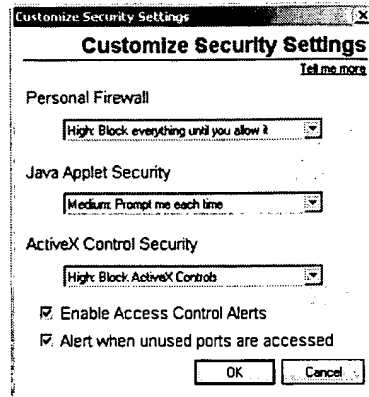 Customize Security Settings
Customize Security Settings
Tell me more
Personal Firewall
High: Block everything until you allow it
Java Applet Security
Medium: Prompt me each time
ActiveX Control Security
High: Block ActiveX Controls
Enable Access Control Alerts
Alert when unused ports are accessed
OK Cancel